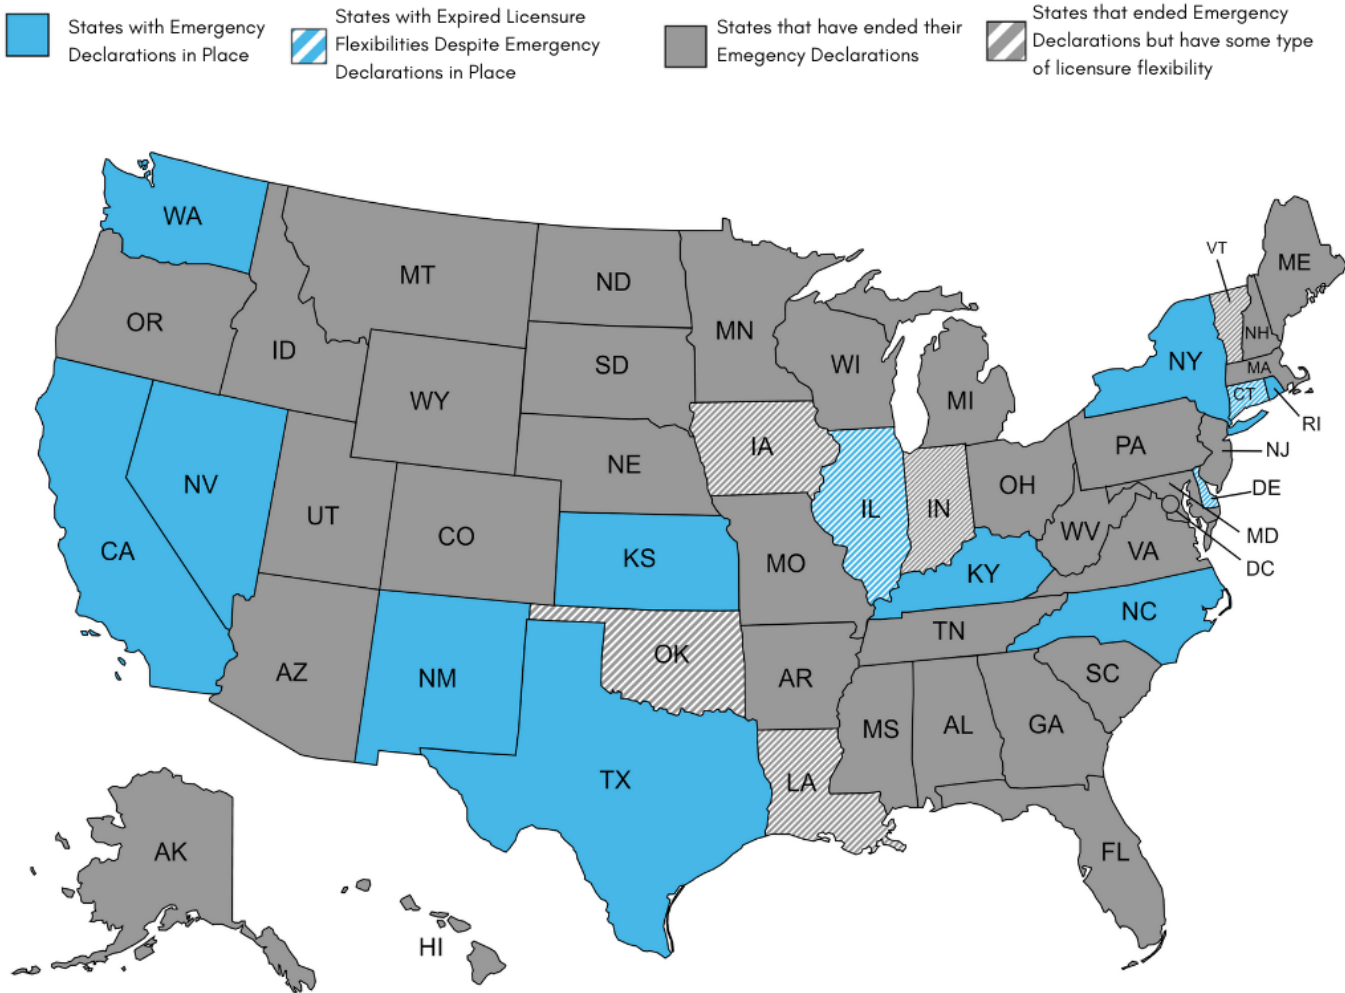 States with Emergency
Declarations in Place
States with Expired Licensure
Flexibilities Despite Emergency
Declarations in Place
States that have ended their
Emegency Declarations
States that ended Emergency
Declarations but have some type
of licensure flexibility
WA
MT
ND
MN
OR
ID
SD
WI
WY
MI
VT
ME
NH
NY
MA
CT
RI
IA
NE
PA
NJ
NV
UT
CO
IL
IN
OH
DE
CA
KS
MO
WV
VA
MD
DC
KY
NC
AZ
NM
OK
AR
TN
SC
MS
AL
GA
TX
LA
FL
AK
HI